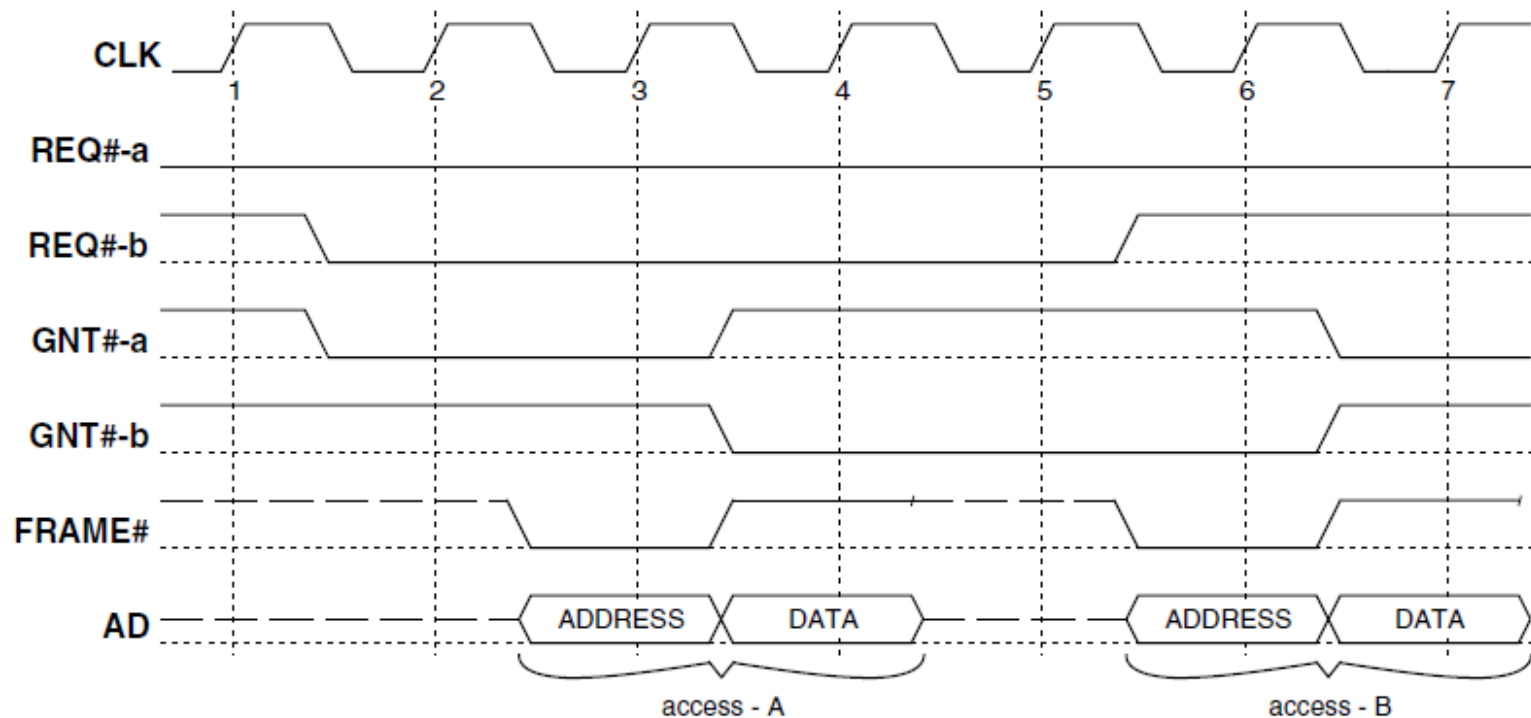 CLK
1 2 3 4 5 6 7
REQ#-a
REQ#-b
GNT#-a
GNT#-b
FRAME#
AD ADDRESS DATA ADDRESS DATA
access - A access - B